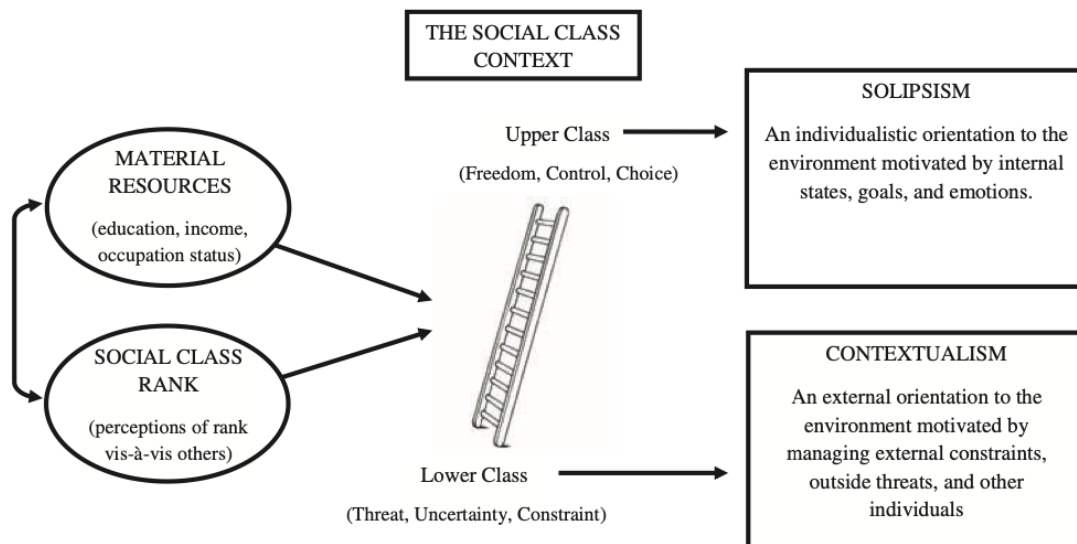 THE SOCIAL CLASS
CONTEXT
MATERIAL
RESOURCES
(education, income,
occupation status)
SOCIAL CLASS
RANK
(perceptions of rank
vis-à-vis others)
Upper Class
(Freedom, Control, Choice)
Lower Class
(Threat, Uncertainty, Constraint)
SOLIPSISM
An individualistic orientation to the
environment motivated by internal
states, goals, and emotions.
CONTEXTUALISM
An external orientation to the
environment motivated by
managing external constraints,
outside threats, and other
individuals